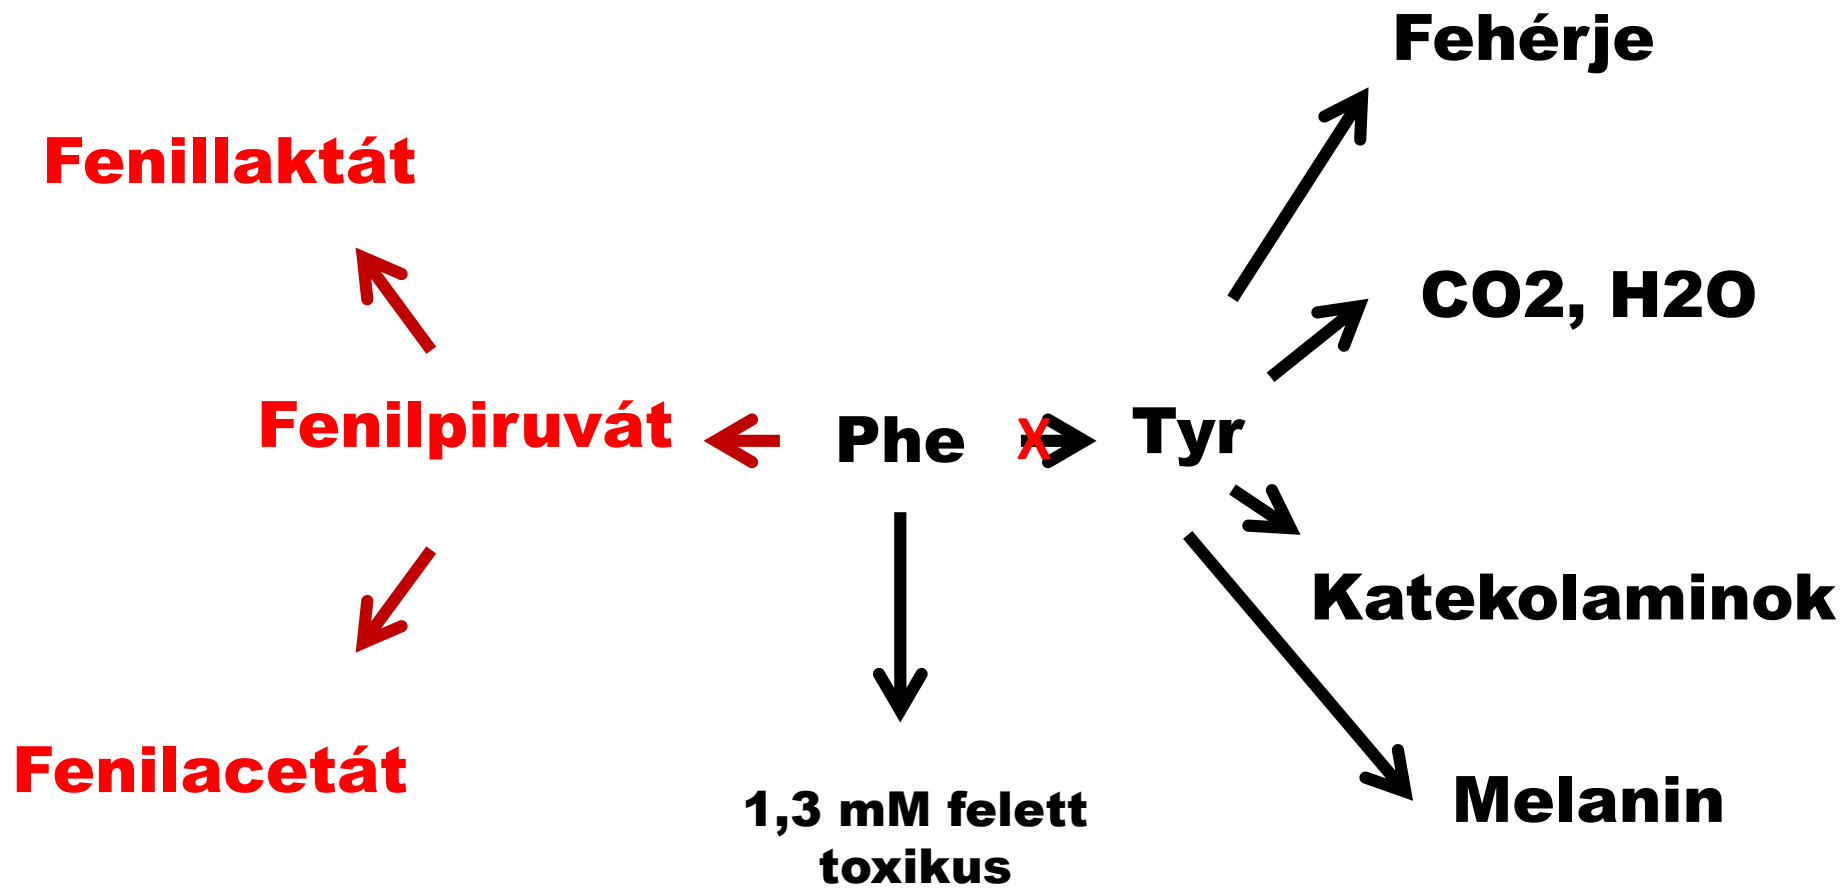 Fehérje
Fenillaktát
CO2, H2O
Fenilpiruvát
Phe
X
Tyr
Katekolaminok
Fenilacetát
Melanin
1,3 mM felett
toxikus